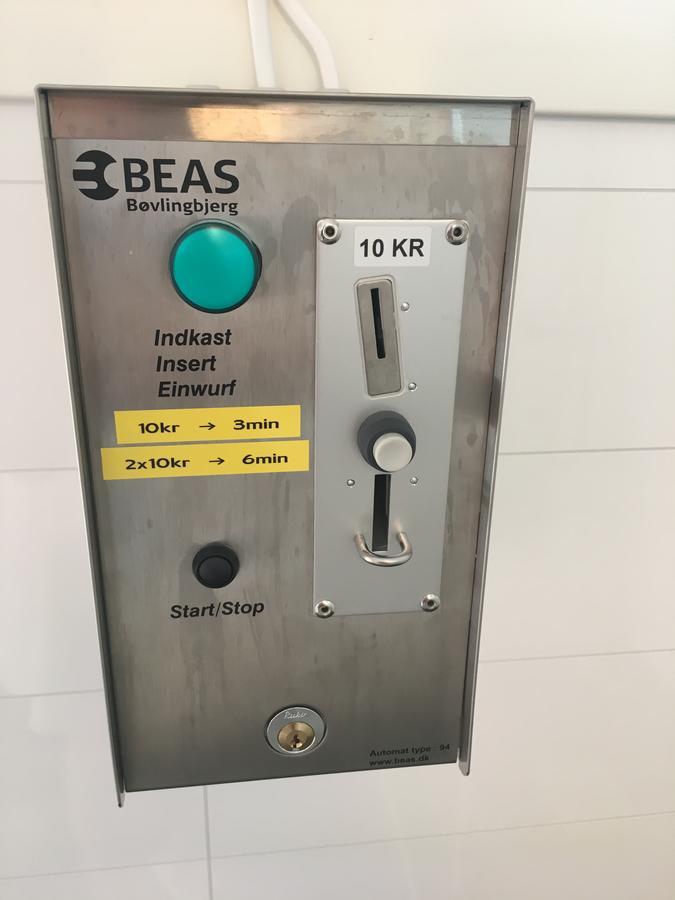 BEAS
Bøvlingbjerg
10 KR
Indkast
Insert
Einwurf
10kr → 3min
2x10kr → 6min
Start/Stop
Ruko
Automat type 94
www.beas.dk